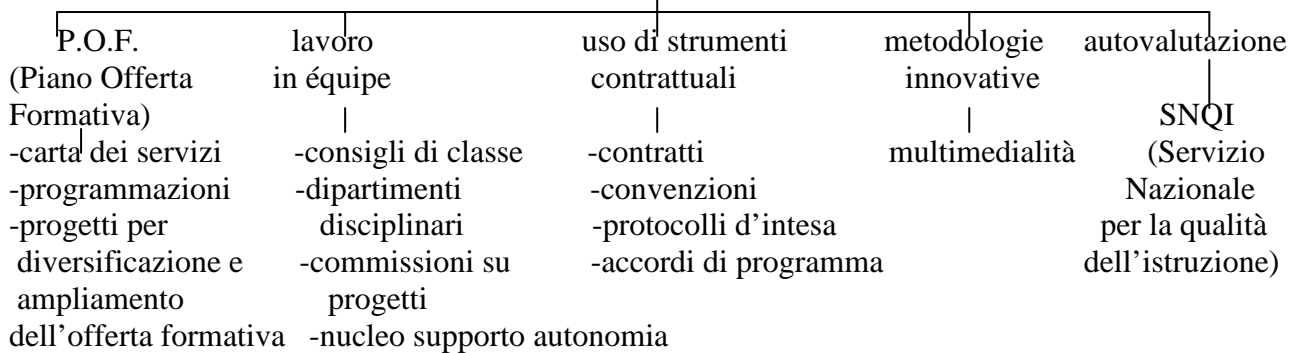 P.O.F. lavoro uso di strumenti metodologie autovalutazione
(Piano Offerta in équipe contrattuali innovative
Formativa) SNQI
-carta dei servizi -consigli di classe -contratti multimedialità (Servizio
-programmazioni -dipartimenti -convenzioni Nazionale
-progetti per disciplinari -protocolli d'intesa per la qualità
diversificazione e -commissioni su -accordi di programma dell'istruzione)
ampliamento progetti
dell’offerta formativa -nucleo supporto autonomia